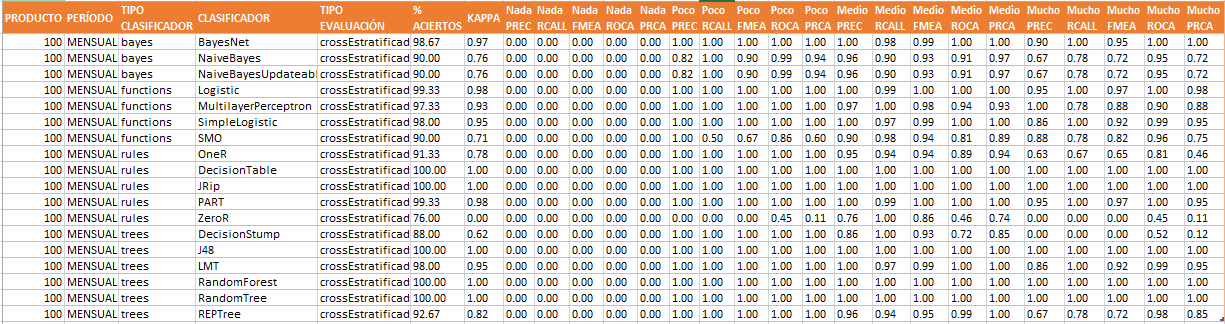 PRODUCTO PERÍODO TIPO CLASIFICADOR CLASIFICADOR TIPO EVALUACIÓN % ACIERTOS KAPPA Nada PREC Nada RCALL Nada FMEA Nada ROCA Nada PRCA Poco PREC Poco RCALL Poco FMEA Poco ROCA Poco PRCA Medio PREC Medio RCALL Medio FMEA Medio ROCA Medio PRCA Mucho PREC Mucho RCALL Mucho FMEA Mucho ROCA Mucho PRCA
100 MENSUAL bayes BayesNet crossEstratificad 98.67 0.97 0.00 0.00 0.00 0.00 0.00 1.00 1.00 1.00 1.00 1.00 1.00 0.98 0.99 1.00 1.00 0.90 1.00 0.95 1.00 1.00
100 MENSUAL bayes NaiveBayes crossEstratificad 90.00 0.76 0.00 0.00 0.00 0.00 0.00 0.82 1.00 0.90 0.99 0.94 0.96 0.90 0.93 0.91 0.97 0.67 0.78 0.72 0.95 0.72
100 MENSUAL bayes NaiveBayesUpdateab crossEstratificad 90.00 0.76 0.00 0.00 0.00 0.00 0.00 0.82 1.00 0.90 0.99 0.94 0.96 0.90 0.93 0.91 0.97 0.67 0.78 0.72 0.95 0.72
100 MENSUAL functions Logistic crossEstratificad 99.33 0.98 0.00 0.00 0.00 0.00 0.00 1.00 1.00 1.00 1.00 1.00 1.00 0.99 1.00 1.00 1.00 0.95 1.00 0.97 1.00 0.98
100 MENSUAL functions MultilayerPerceptron crossEstratificad 97.33 0.93 0.00 0.00 0.00 0.00 0.00 1.00 1.00 1.00 1.00 1.00 0.97 1.00 0.98 0.94 0.93 1.00 0.78 0.88 0.90 0.88
100 MENSUAL functions SimpleLogistic crossEstratificad 98.00 0.95 0.00 0.00 0.00 0.00 0.00 1.00 1.00 1.00 1.00 1.00 1.00 0.97 0.99 1.00 1.00 0.86 1.00 0.92 0.99 0.95
100 MENSUAL functions SMO crossEstratificad 90.00 0.71 0.00 0.00 0.00 0.00 0.00 1.00 0.50 0.67 0.86 0.60 0.90 0.98 0.94 0.81 0.89 0.88 0.78 0.82 0.96 0.75
100 MENSUAL rules OneR crossEstratificad 91.33 0.78 0.00 0.00 0.00 0.00 0.00 1.00 1.00 1.00 1.00 1.00 0.95 0.94 0.94 0.89 0.94 0.63 0.67 0.65 0.81 0.46
100 MENSUAL rules DecisionTable crossEstratificad 100.00 1.00 0.00 0.00 0.00 0.00 0.00 1.00 1.00 1.00 1.00 1.00 1.00 1.00 1.00 1.00 1.00 1.00 1.00 1.00 1.00 1.00
100 MENSUAL rules JRip crossEstratificad 100.00 1.00 0.00 0.00 0.00 0.00 0.00 1.00 1.00 1.00 1.00 1.00 1.00 1.00 1.00 1.00 1.00 1.00 1.00 1.00 1.00 1.00
100 MENSUAL rules PART crossEstratificad 99.33 0.98 0.00 0.00 0.00 0.00 0.00 1.00 1.00 1.00 1.00 1.00 1.00 0.99 1.00 1.00 1.00 0.95 1.00 0.97 1.00 0.95
100 MENSUAL rules ZeroR crossEstratificad 76.00 0.00 0.00 0.00 0.00 0.00 0.00 0.00 0.00 0.00 0.45 0.11 0.76 1.00 0.86 0.46 0.74 0.00 0.00 0.00 0.45 0.11
100 MENSUAL trees DecisionStump crossEstratificad 88.00 0.62 0.00 0.00 0.00 0.00 0.00 1.00 1.00 1.00 1.00 1.00 0.86 1.00 0.93 0.72 0.85 0.00 0.00 0.00 0.52 0.12
100 MENSUAL trees J48 crossEstratificad 100.00 1.00 0.00 0.00 0.00 0.00 0.00 1.00 1.00 1.00 1.00 1.00 1.00 1.00 1.00 1.00 1.00 1.00 1.00 1.00 1.00 1.00
100 MENSUAL trees LMT crossEstratificad 98.00 0.95 0.00 0.00 0.00 0.00 0.00 1.00 1.00 1.00 1.00 1.00 1.00 0.97 0.99 1.00 1.00 0.86 1.00 0.92 0.99 0.95
100 MENSUAL trees RandomForest crossEstratificad 100.00 1.00 0.00 0.00 0.00 0.00 0.00 1.00 1.00 1.00 1.00 1.00 1.00 1.00 1.00 1.00 1.00 1.00 1.00 1.00 1.00 1.00
100 MENSUAL trees RandomTree crossEstratificad 100.00 1.00 0.00 0.00 0.00 0.00 0.00 1.00 1.00 1.00 1.00 1.00 1.00 1.00 1.00 1.00 1.00 1.00 1.00 1.00 1.00 1.00
100 MENSUAL trees REPTree crossEstratificad 92.67 0.82 0.00 0.00 0.00 0.00 0.00 1.00 1.00 1.00 1.00 1.00 0.96 0.94 0.95 0.99 1.00 0.67 0.78 0.72 0.98 0.85